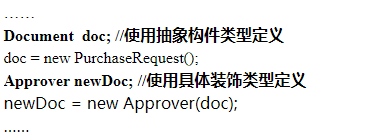 ……
Document  doc; //使用抽象构件类型定义
doc = new PurchaseRequest();
Approver newDoc; //使用具体装饰类型定义
newDoc = new Approver(doc);
……